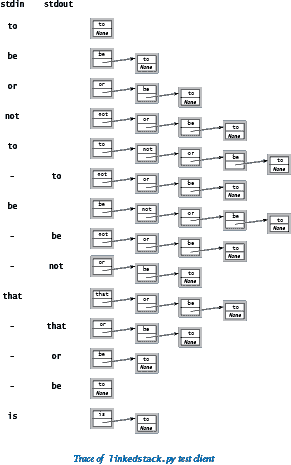 stdin stdout
to to
None
be be to
None
or or be to
None
not not or be to
None
to to not or be to
None
- to not or be to
None
be be not or be to
None
- be not or be to
None
- not or be to
None
that that or be to
None
- that or be to
None
- or be to
None
- be to
None
is is to
None
Trace of linkedstack.py test client